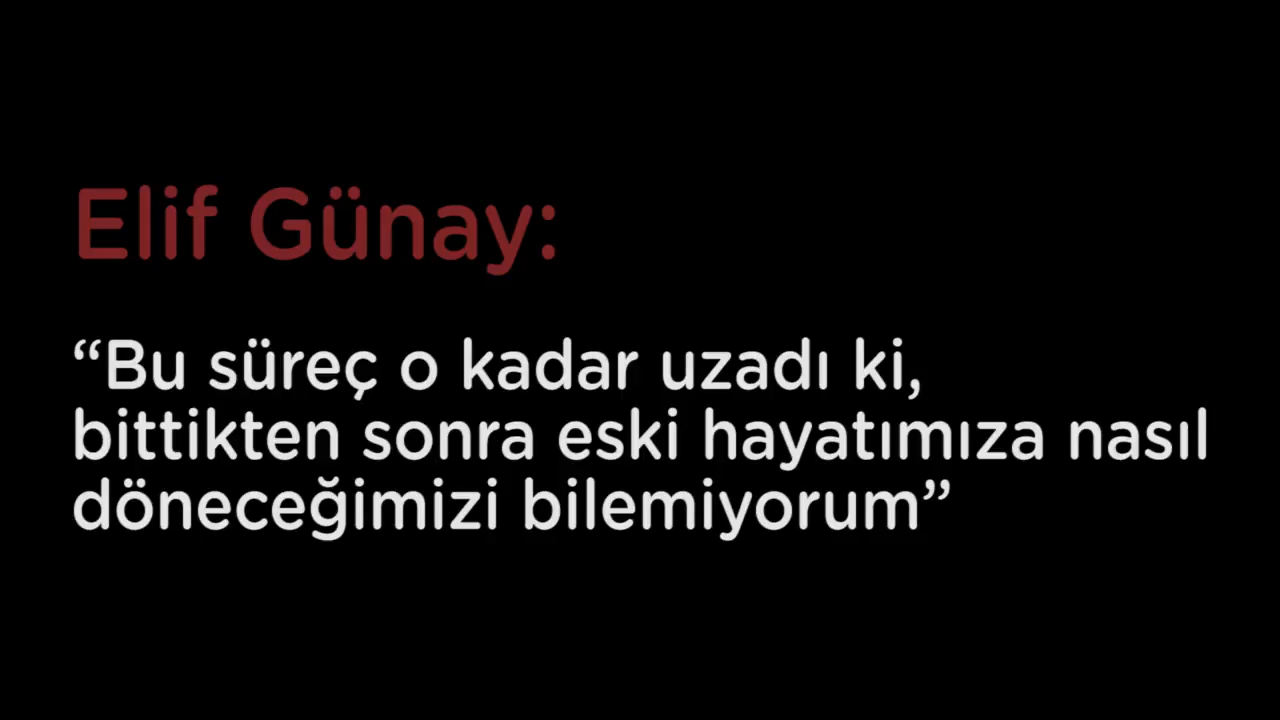 Elif Günay:
“Bu süreç o kadar uzadı ki,
bittikten sonra eski hayatımıza nasıl
döneceğimizi bilemiyorum”